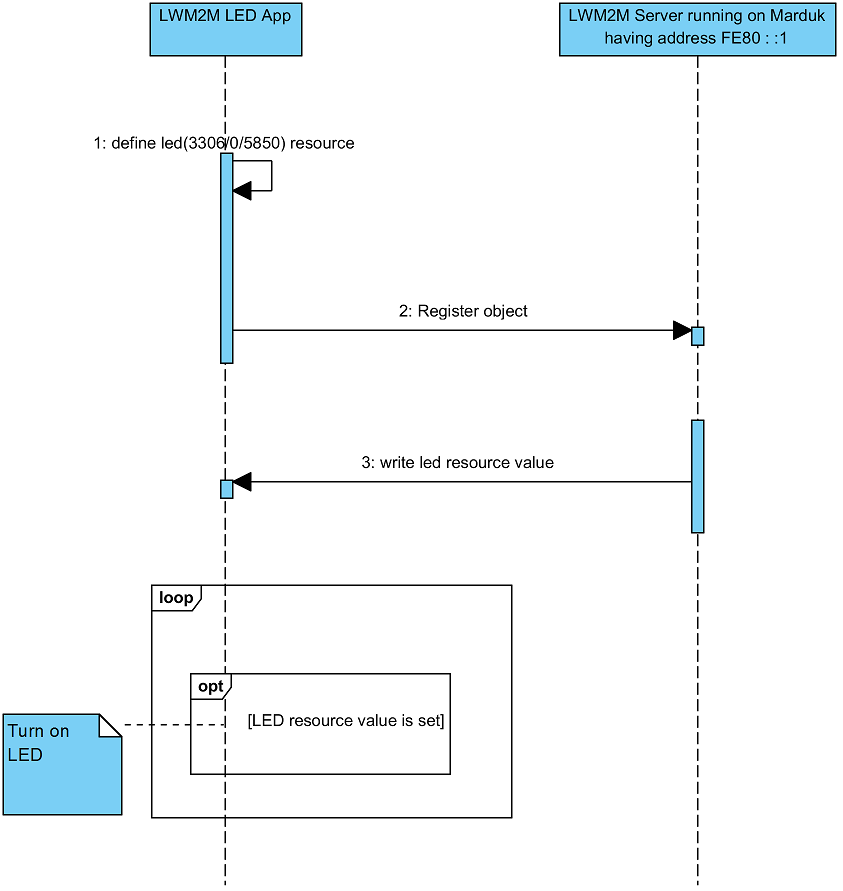 LWM2M LED App
LWM2M Server running on Marduk
having address FE80 : :1
1: define led(3306/0/5850) resource
2: Register object
3: write led resource value
loop
opt
[LED resource value is set]
Turn on
LED